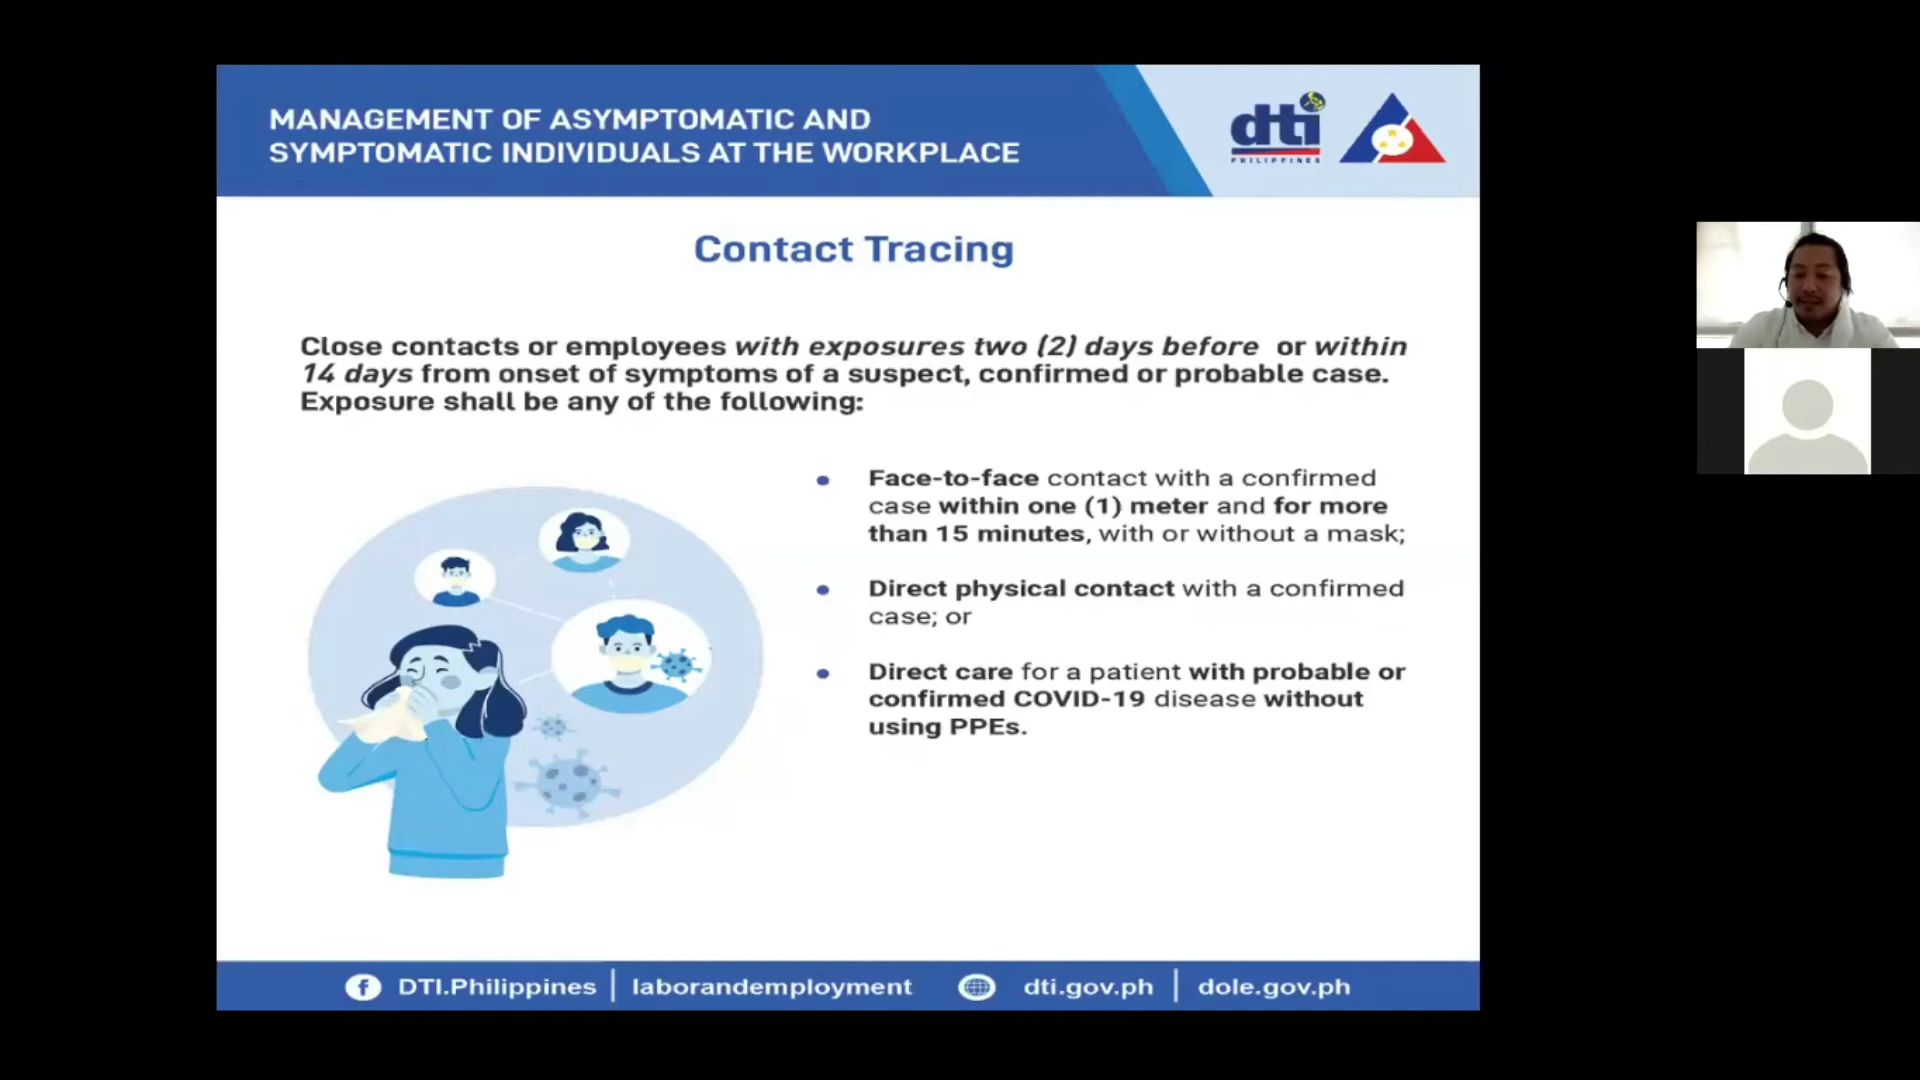 MANAGEMENT OF ASYMPTOMATIC AND
SYMPTOMATIC INDIVIDUALS AT THE WORKPLACE
dti
PHILIPPINES
Contact Tracing
Close contacts or employees with exposures two (2) days before or within
14 days from onset of symptoms of a suspect, confirmed or probable case.
Exposure shall be any of the following:
• Face-to-face contact with a confirmed
case within one (1) meter and for more
than 15 minutes, with or without a mask;
• Direct physical contact with a confirmed
case; or
• Direct care for a patient with probable or
confirmed COVID-19 disease without
using PPEs.
f DTI.Philippines | laborandemployment dti.gov.ph | dole.gov.ph